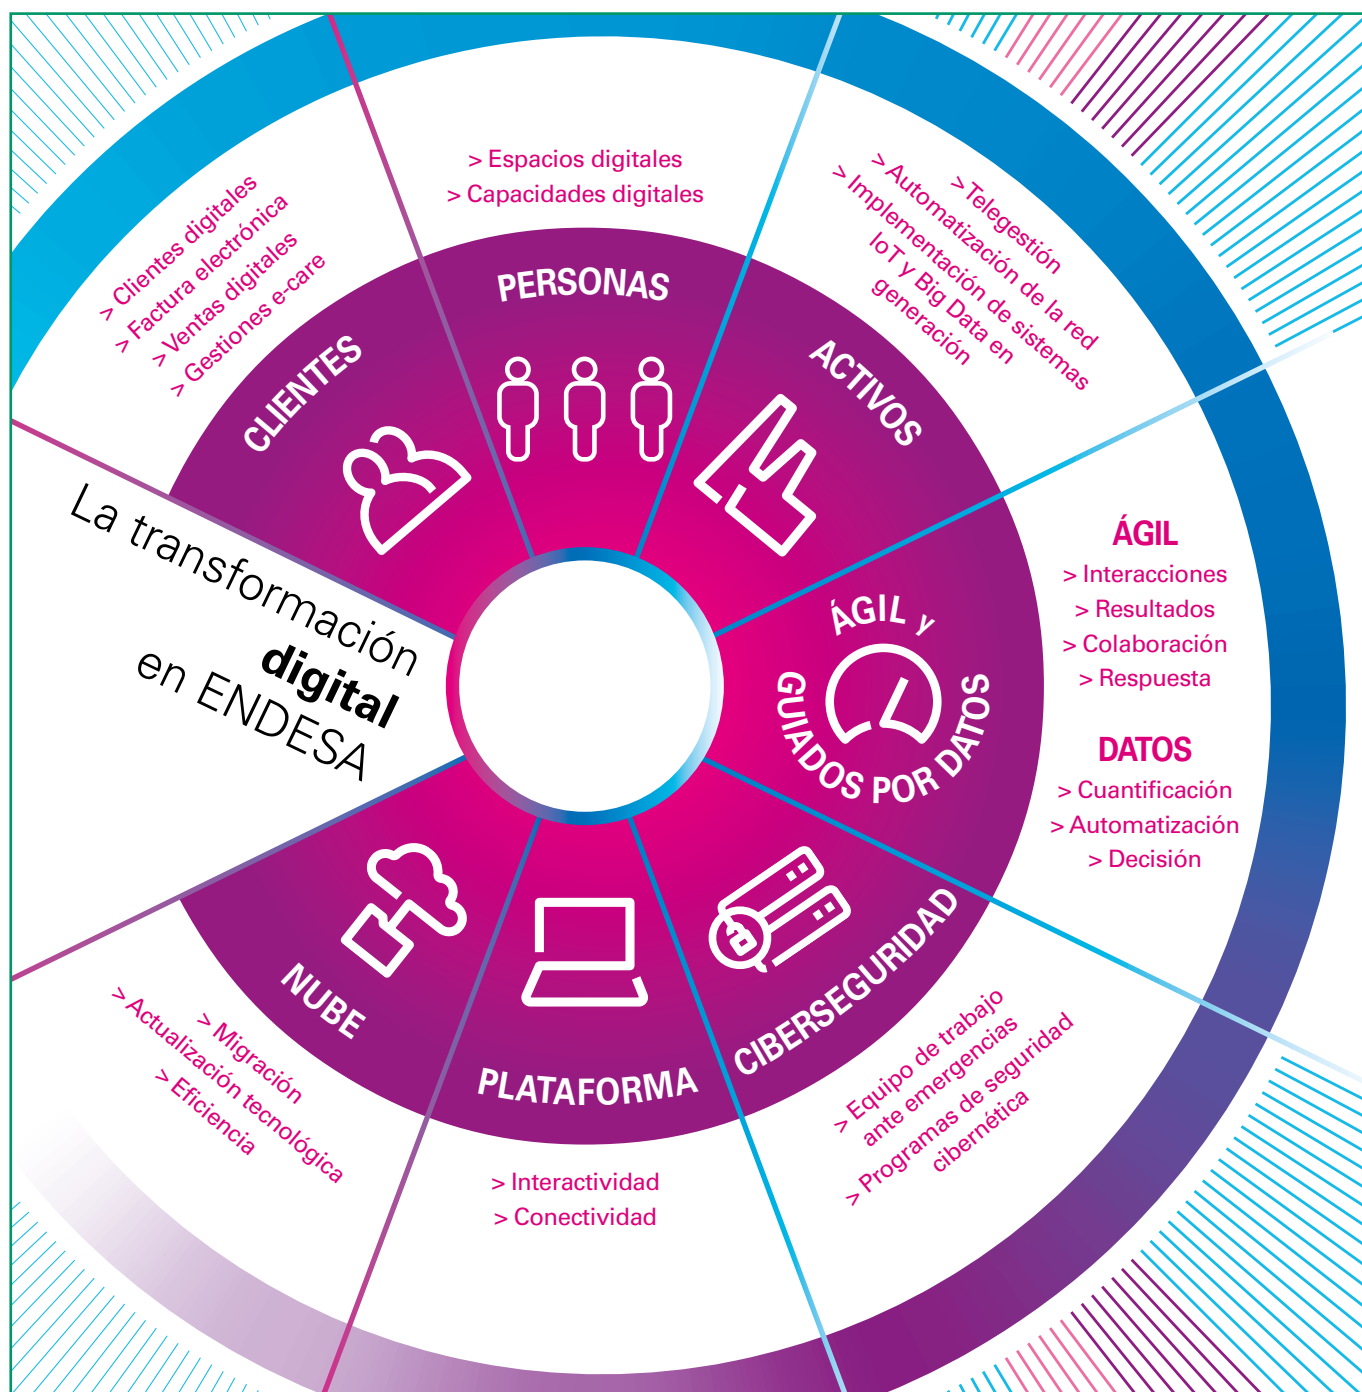 La transformación
digital
en ENDESA
CLIENTES
> Clientes digitales
> Factura electrónica
> Ventas digitales
> Gestiones e-care
PERSONAS
> Espacios digitales
> Capacidades digitales
ACTIVOS
> Telegestión
> Automatización de la red
> Implementación de sistemas
IoT y Big Data en
generación
ÁGIL y
GUIADOS POR DATOS
ÁGIL
> Interacciones
> Resultados
> Colaboración
> Respuesta
DATOS
> Cuantificación
> Automatización
> Decisión
CIBERSEGURIDAD
> Equipo de trabajo
ante emergencias
> Programas de seguridad
cibernética
PLATAFORMA
> Interactividad
> Conectividad
NUBE
> Migración
> Actualización tecnológica
> Eficiencia